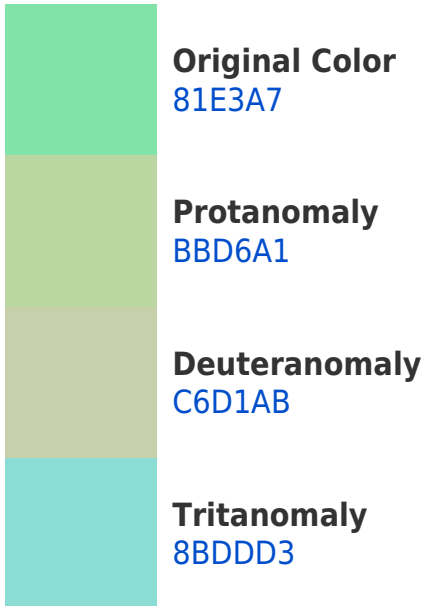 Original Color
81E3A7
Protanomaly
BBD6A1
Deuteranomaly
C6D1AB
Tritanomaly
8BDDD3